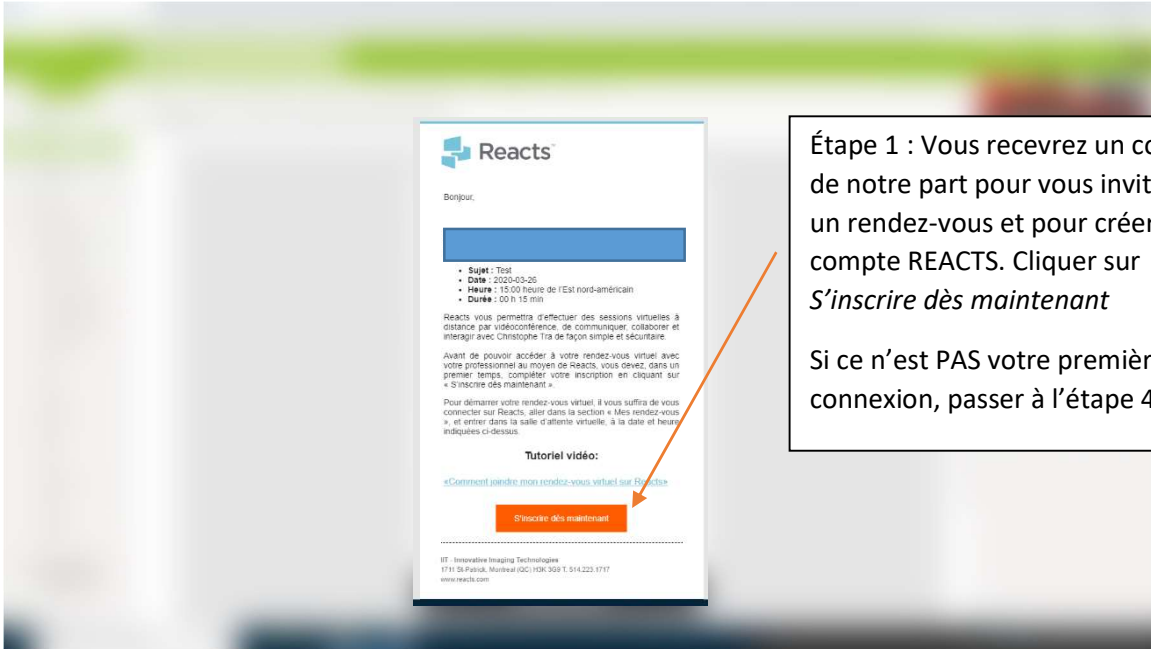 Reacts
Bonjour,
• Sujet : Test
• Date : 2020-03-26
• Heure : 15:00 heure de l'Est nord-américain
• Durée : 00 h 15 min
Reacts vous permettra d'effectuer des sessions virtuelles à
distance par vidéoconférence, de communiquer, collaborer et
interagir avec Christophe Tra de façon simple et sécuritaire.
Avant de pouvoir accéder à votre rendez-vous virtuel avec
votre professionnel au moyen de Reacts, vous devez, dans un
premier temps, compléter votre inscription en cliquant sur
« S'inscrire dès maintenant ».
Pour démarrer votre rendez-vous virtuel, il vous suffira de vous
connecter sur Reacts, aller dans la section « Mes rendez-vous
», et entrer dans la salle d'attente virtuelle, à la date et heure
indiquées ci-dessus.
Tutoriel vidéo:
«Comment joindre mon rendez-vous virtuel sur Reacts»
S'inscrire dès maintenant
IIT - Innovative Imaging Technologies
1711 St-Patrick, Montreal (QC) H3K 3G9 T. 514.223.1717
www.reacts.com
Étape 1 : Vous recevrez un co
de notre part pour vous invit
un rendez-vous et pour créer
compte REACTS. Cliquer sur
S’inscrire dès maintenant
Si ce n’est PAS votre premièr
connexion, passer à l’étape 4